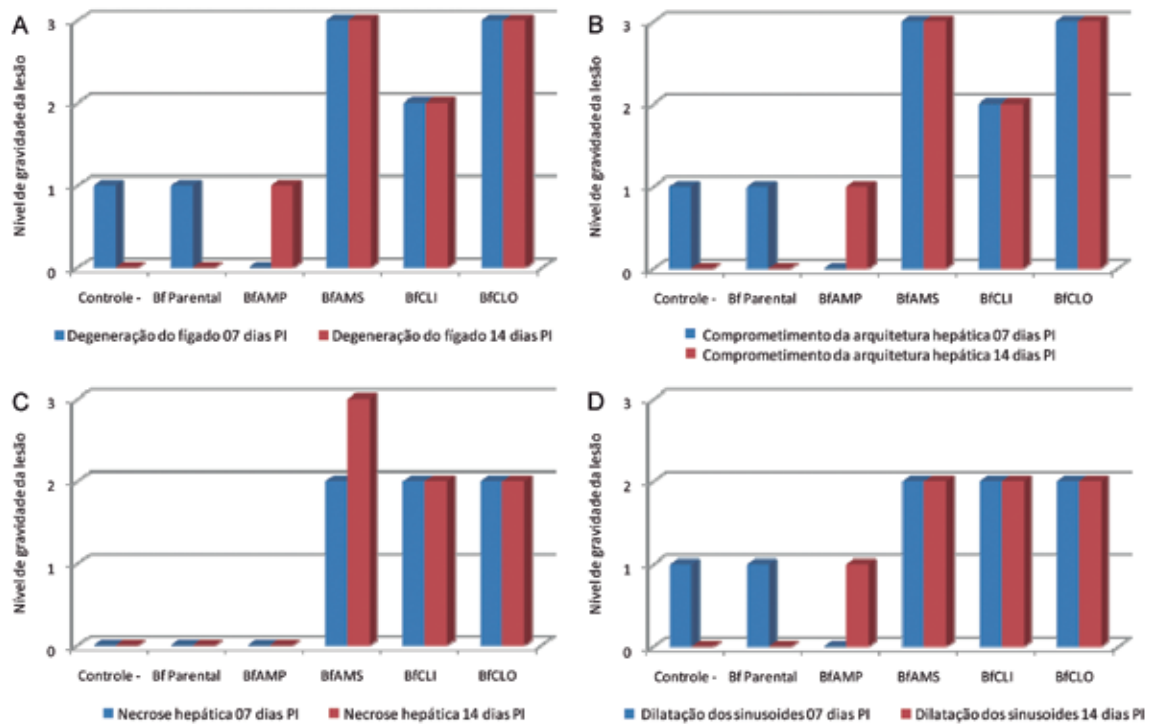 A
Nível de gravidade da lesão
3
2
1
0
Controle - Bf Parental BfAMP BfAMS BfCLI BfCLO
Degeneração do fígado 07 dias PI Degeneração do fígado 14 dias PI
B
Nível de gravidade da lesão
3
2
1
0
Controle - Bf Parental BfAMP BfAMS BfCLI BfCLO
Comprometimento da arquitetura hepática 07 dias PI
Comprometimento da arquitetura hepática 14 dias PI
C
Nível de gravidade da lesão
3
2
1
0
Controle - Bf Parental BfAMP BfAMS BfCLI BfCLO
Necrose hepática 07 dias PI Necrose hepática 14 dias PI
D
Nível de gravidade da lesão
3
2
1
0
Controle - Bf Parental BfAMP BfAMS BfCLI BfCLO
Dilatação dos sinusoides 07 dias PI Dilatação dos sinusoides 14 dias PI